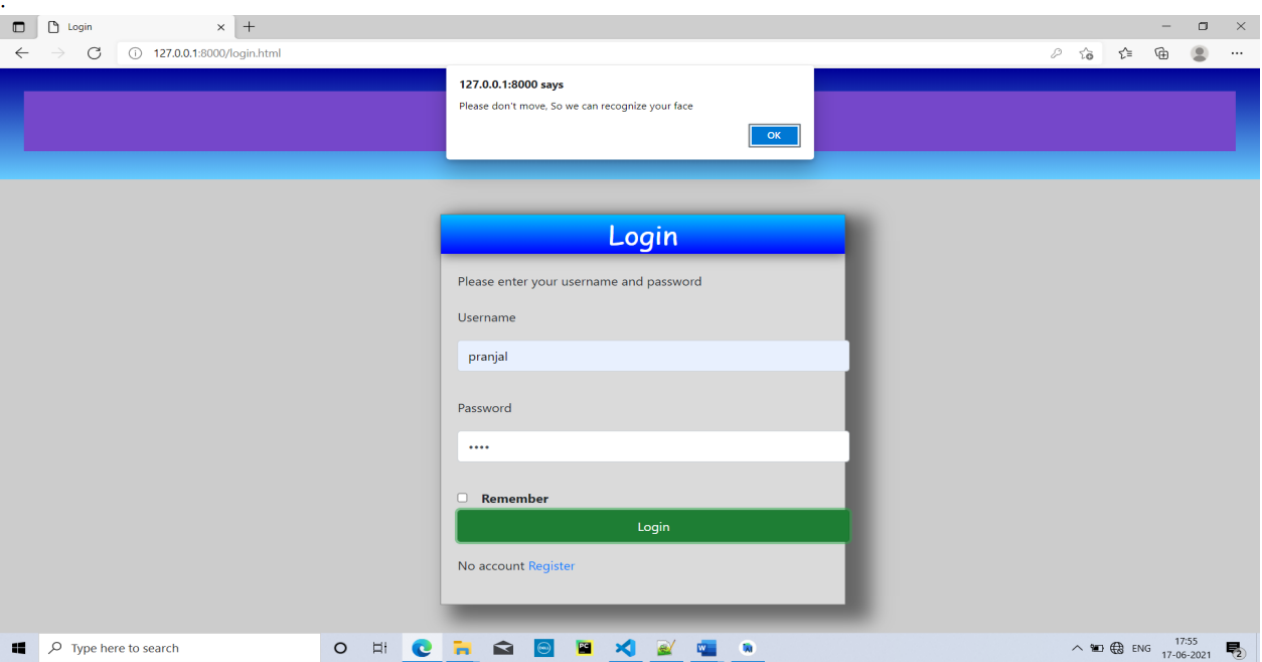 .
Login
127.0.0.1:8000/login.html
127.0.0.1:8000 says
Please don't move, So we can recognize your face
OK
Login
Please enter your username and password
Username
pranjal
Password
••••
Remember
Login
No account Register
Type here to search
ENG
17:55
17-06-2021
2